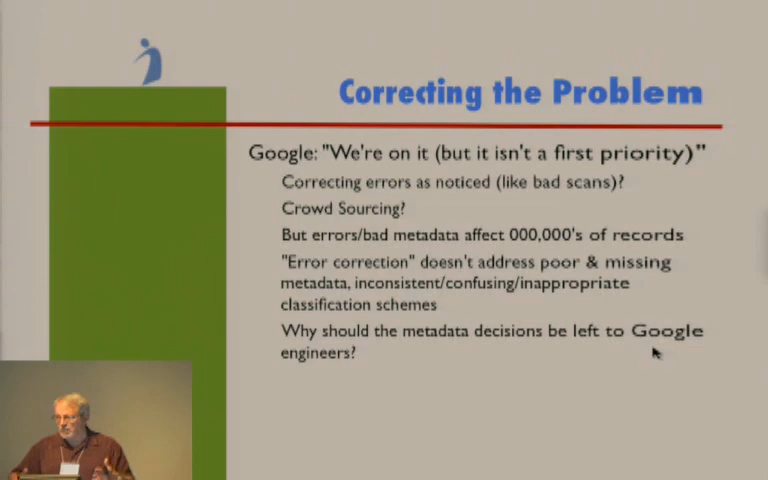 Correcting the Problem
Google: "We're on it (but it isn't a first priority)"
Correcting errors as noticed (like bad scans)?
Crowd Sourcing?
But errors/bad metadata affect 000,000's of records
"Error correction" doesn't address poor & missing
metadata, inconsistent/confusing/inappropriate
classification schemes
Why should the metadata decisions be left to Google
engineers?